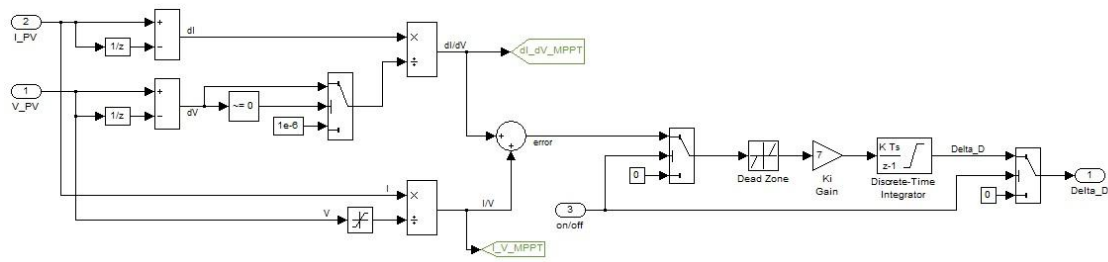 2
I_PV
+
−
1/z
dI
×
÷
dI/dV
dI_dV_MPPT
1
V_PV
+
−
1/z
dV
~= 0
1e-6
+
+
error
I
V
×
÷
I/V
I_V_MPPT
0
3
on/off
Dead Zone
7
Ki
Gain
K Ts
z-1
Discrete-Time
Integrator
Delta_D
0
1
Delta_D